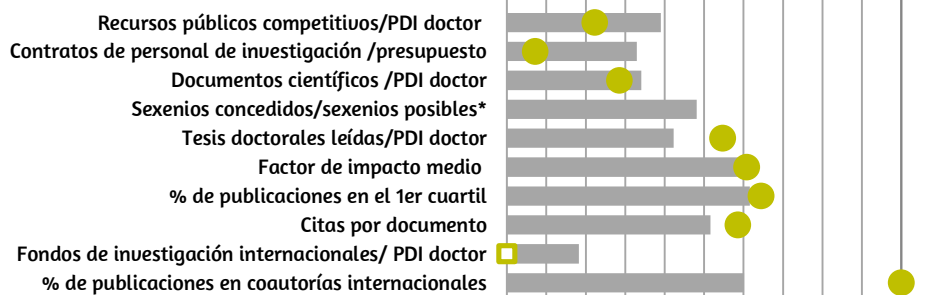 Recursos públicos competitivos/PDI doctor
Contratos de personal de investigación /presupuesto
Documentos científicos /PDI doctor
Sexenios concedidos/sexenios posibles*
Tesis doctorales leídas/PDI doctor
Factor de impacto medio
% de publicaciones en el 1er cuartil
Citas por documento
Fondos de investigación internacionales/ PDI doctor
% de publicaciones en coautorías internacionales